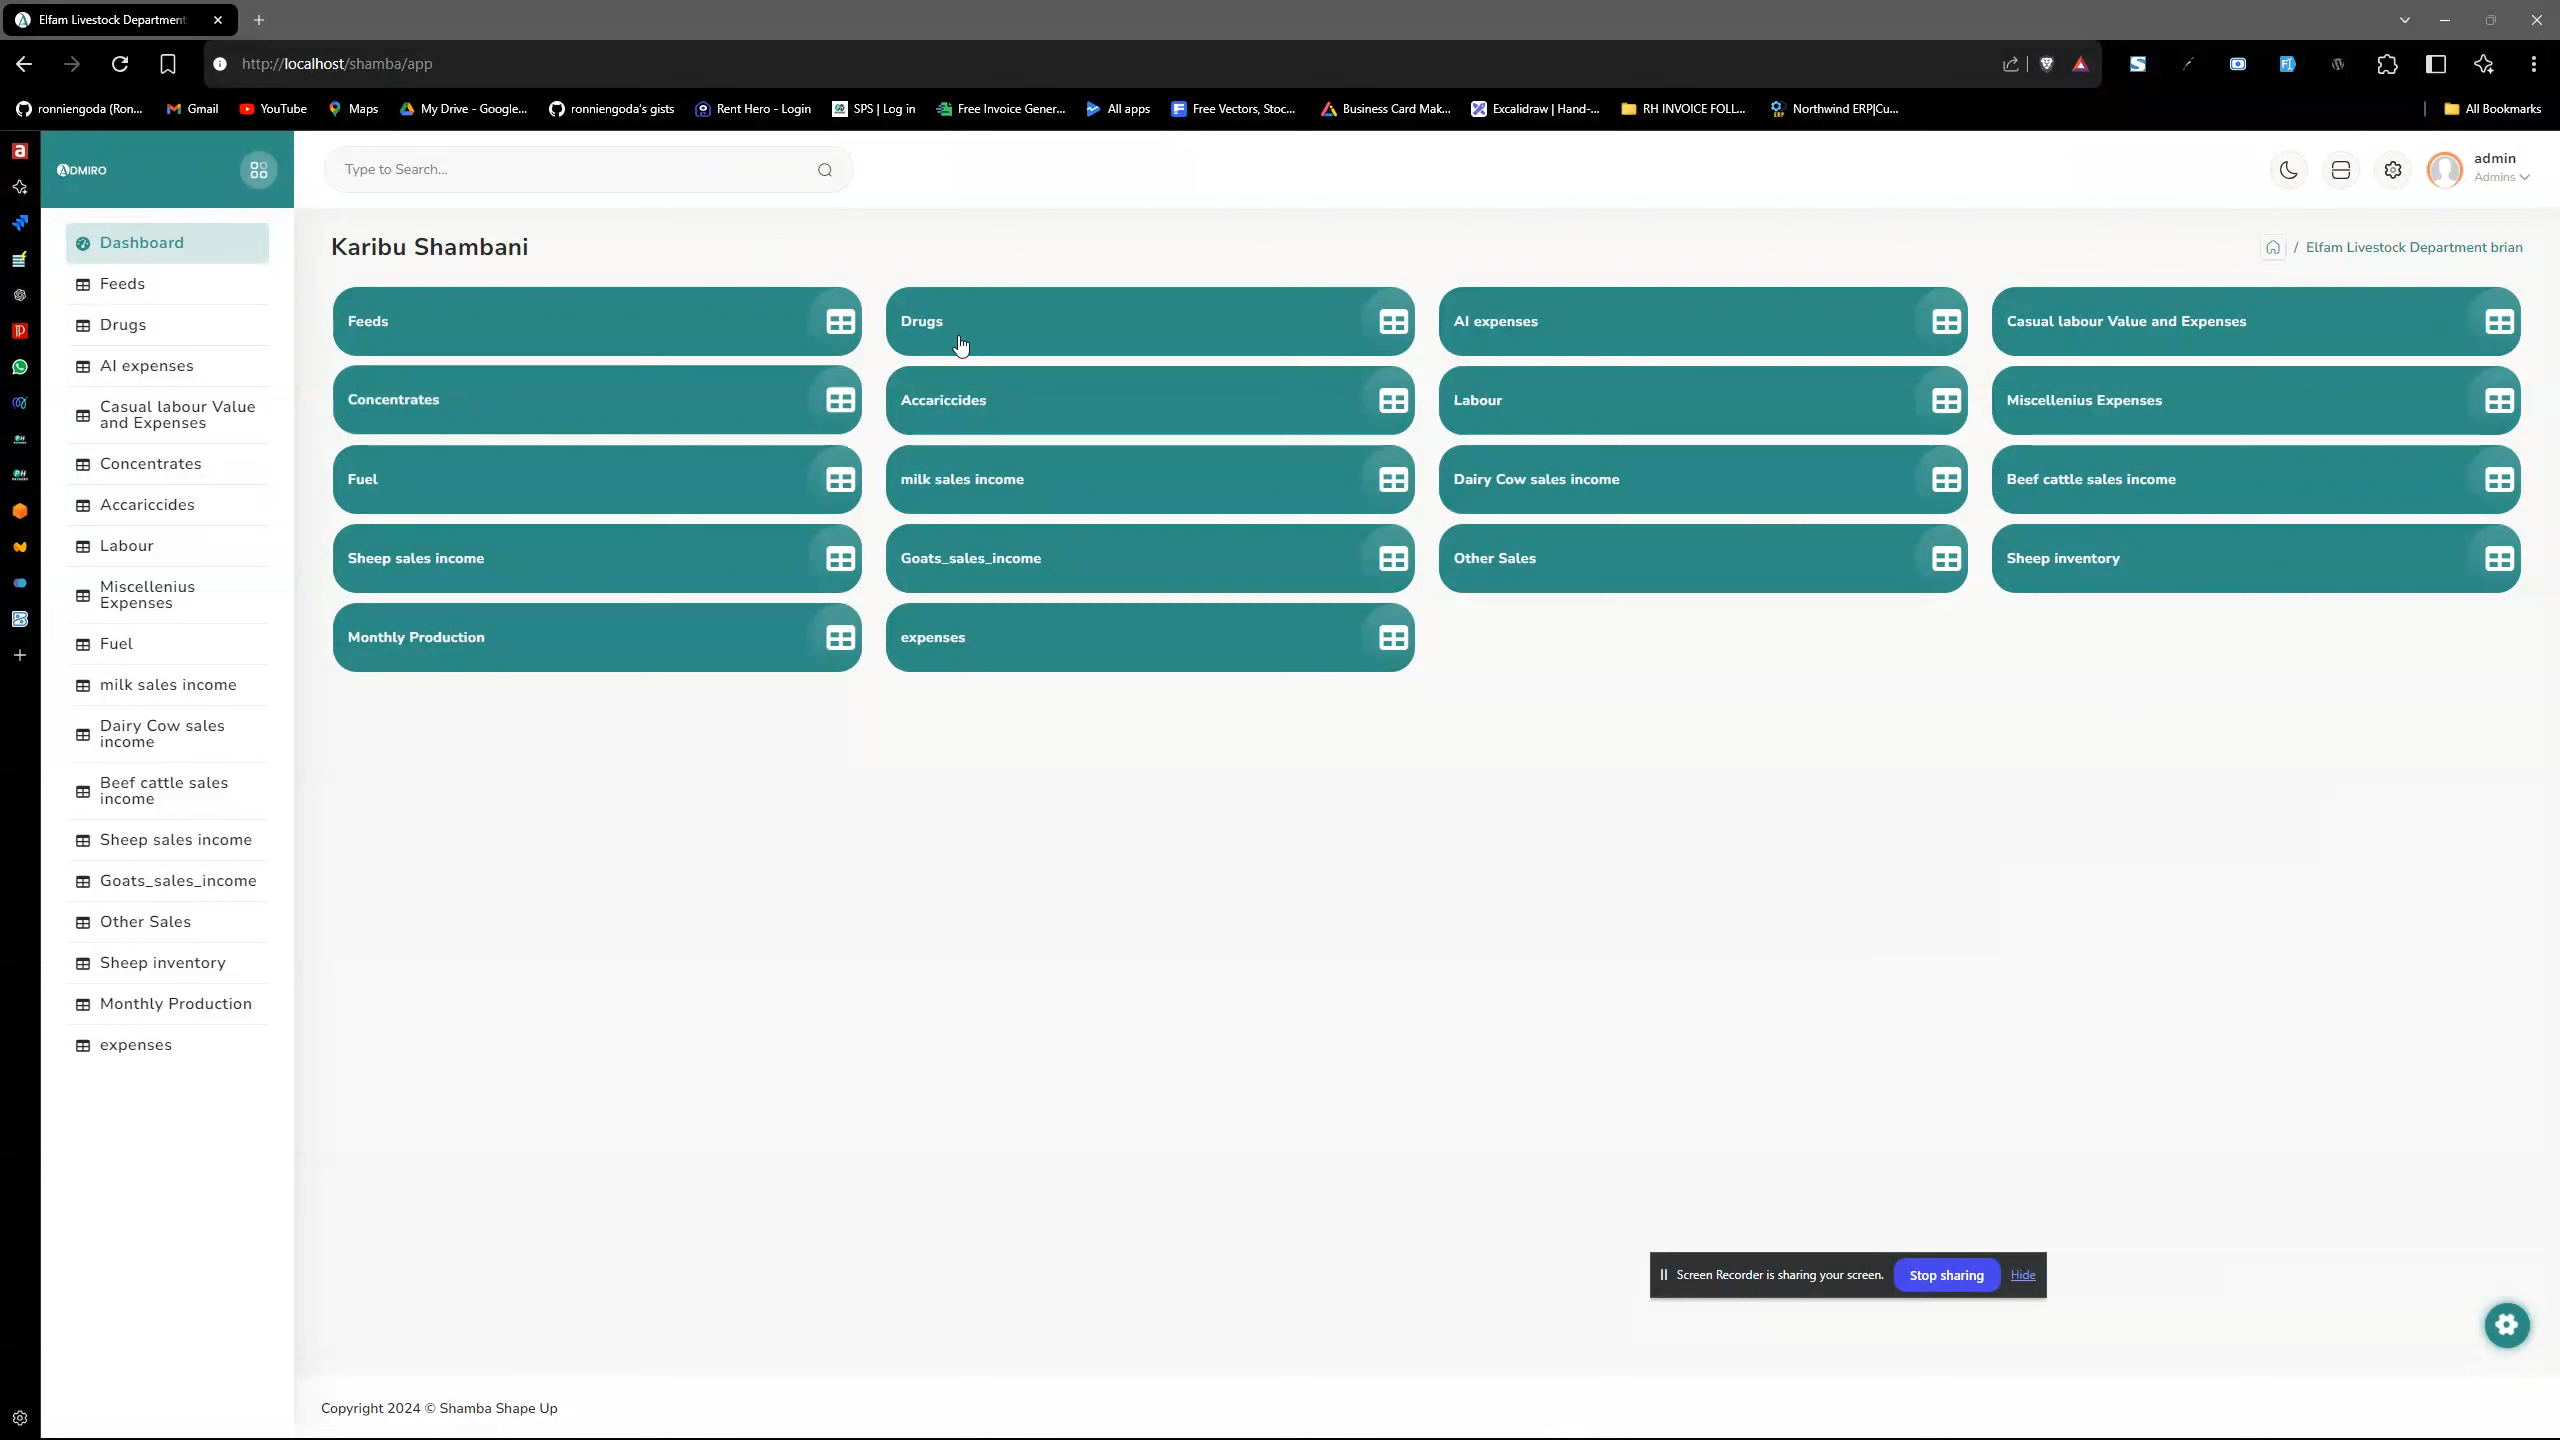 Elfam Livestock Department
http://localhost/shamba/app
ronniengoda (Ron...
Gmail
YouTube
Maps
My Drive - Google...
ronniengoda's gists
Rent Hero - Login
SPS | Log in
Free Invoice Gener...
All apps
Free Vectors, Stoc...
Business Card Mak...
Excalidraw | Hand-...
RH INVOICE FOLL...
Northwind ERP|Cu...
All Bookmarks
ADMIRO
Type to Search...
admin
Admins
Dashboard
Feeds
Drugs
AI expenses
Casual labour Value
and Expenses
Concentrates
Accariccides
Labour
Miscellenius
Expenses
Fuel
milk sales income
Dairy Cow sales
income
Beef cattle sales
income
Sheep sales income
Goats_sales_income
Other Sales
Sheep inventory
Monthly Production
expenses
Karibu Shambani
/ Elfam Livestock Department brian
Feeds
Drugs
AI expenses
Casual labour Value and Expenses
Concentrates
Accariccides
Labour
Miscellenius Expenses
Fuel
milk sales income
Dairy Cow sales income
Beef cattle sales income
Sheep sales income
Goats_sales_income
Other Sales
Sheep inventory
Monthly Production
expenses
Screen Recorder is sharing your screen.
Stop sharing
Hide
Copyright 2024 © Shamba Shape Up